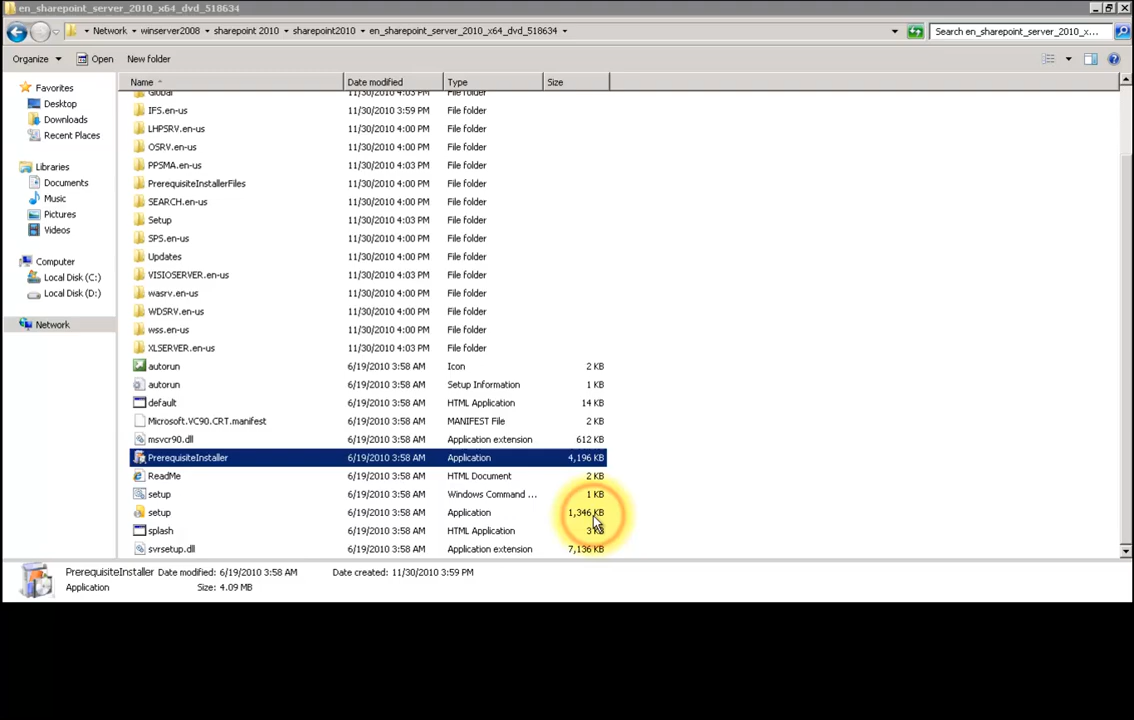 en_sharepoint_server_2010_x64_dvd_518634
Network winserver2008 sharepoint 2010 sharepoint2010 en_sharepoint_server_2010_x64_dvd_518634 Search en_sharepoint_server_2010_x...
Organize Open New folder
Name Date modified Type Size
Favorites
Desktop
Downloads
Recent Places
Libraries
Documents
Music
Pictures
Videos
Computer
Local Disk (C:)
Local Disk (D:)
Network
Global 11/30/2010 4:03 PM File folder
IFS.en-us 11/30/2010 3:59 PM File folder
LHPSRV.en-us 11/30/2010 4:00 PM File folder
OSRV.en-us 11/30/2010 4:00 PM File folder
PPSMA.en-us 11/30/2010 4:03 PM File folder
PrerequisiteInstallerFiles 11/30/2010 4:00 PM File folder
SEARCH.en-us 11/30/2010 4:00 PM File folder
Setup 11/30/2010 4:03 PM File folder
SPS.en-us 11/30/2010 4:00 PM File folder
Updates 11/30/2010 4:00 PM File folder
VISIOSERVER.en-us 11/30/2010 4:03 PM File folder
wasrv.en-us 11/30/2010 4:00 PM File folder
WDSRV.en-us 11/30/2010 4:00 PM File folder
wss.en-us 11/30/2010 4:00 PM File folder
XLSERVER.en-us 11/30/2010 4:03 PM File folder
autorun 6/19/2010 3:58 AM Icon 2 KB
autorun 6/19/2010 3:58 AM Setup Information 1 KB
default 6/19/2010 3:58 AM HTML Application 14 KB
Microsoft.VC90.CRT.manifest 6/19/2010 3:58 AM MANIFEST File 2 KB
msvcr90.dll 6/19/2010 3:58 AM Application extension 612 KB
PrerequisiteInstaller 6/19/2010 3:58 AM Application 4,196 KB
ReadMe 6/19/2010 3:58 AM HTML Document 2 KB
setup 6/19/2010 3:58 AM Windows Command ... 1 KB
setup 6/19/2010 3:58 AM Application 1,346 KB
splash 6/19/2010 3:58 AM HTML Application 3 KB
svrsetup.dll 6/19/2010 3:58 AM Application extension 7,136 KB
PrerequisiteInstaller Date modified: 6/19/2010 3:58 AM Date created: 11/30/2010 3:59 PM
Application Size: 4.09 MB